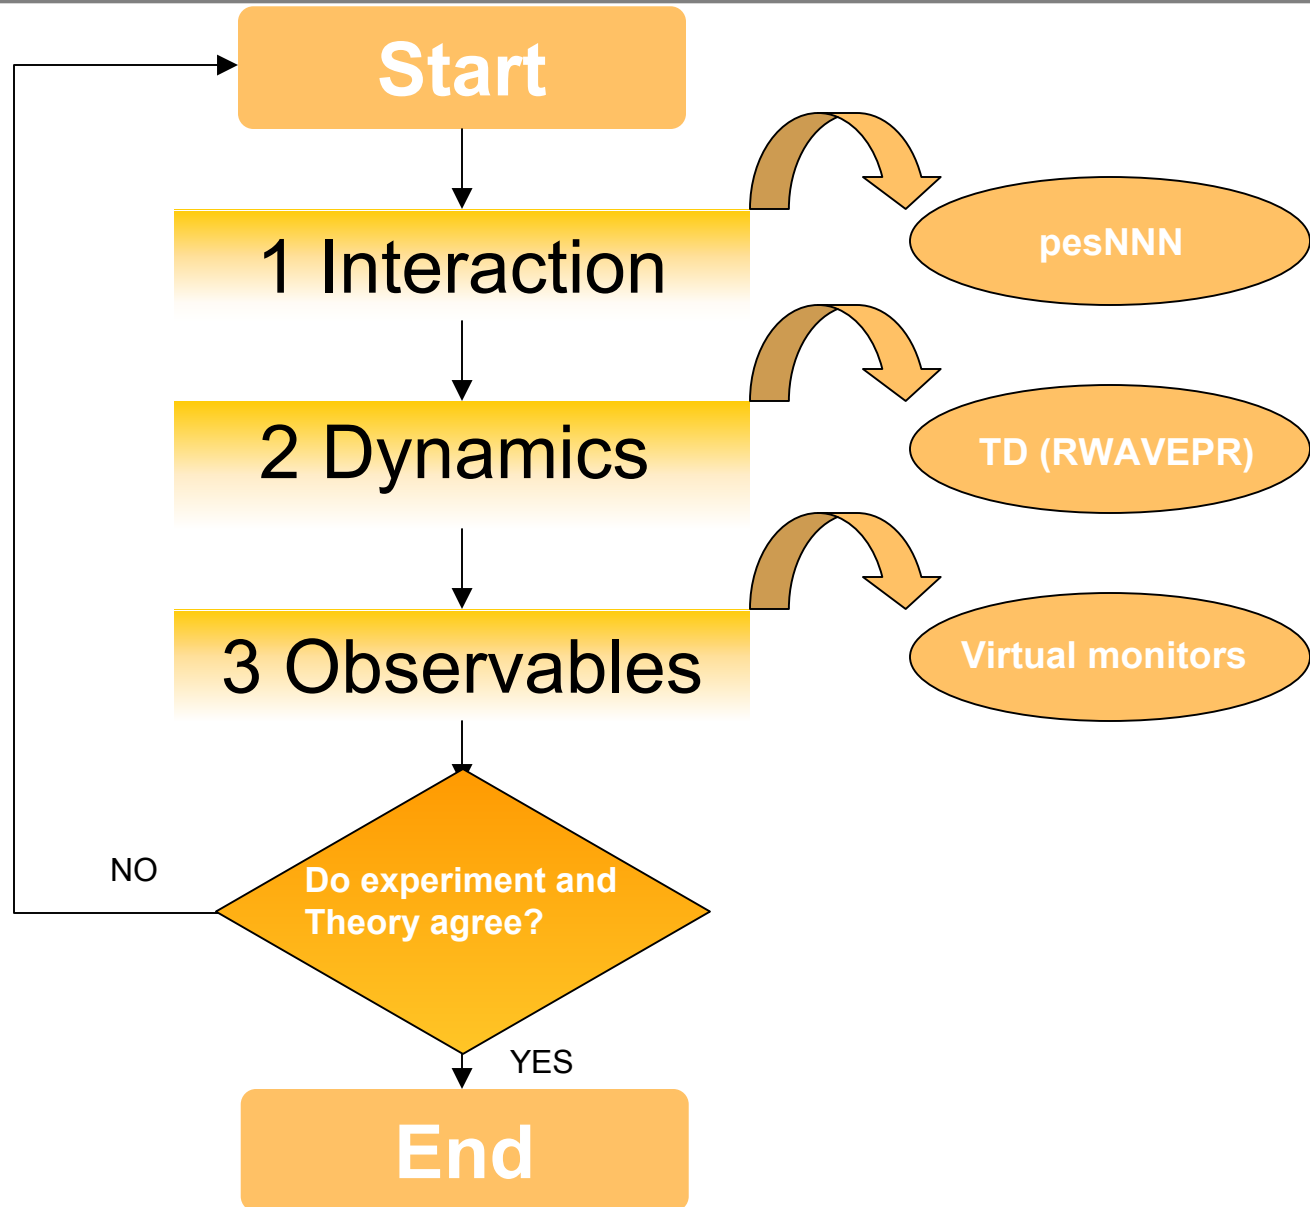 Start
1 Interaction
pesNNN
2 Dynamics
TD (RWAVEPR)
3 Observables
Virtual monitors
NO
Do experiment and
Theory agree?
YES
End